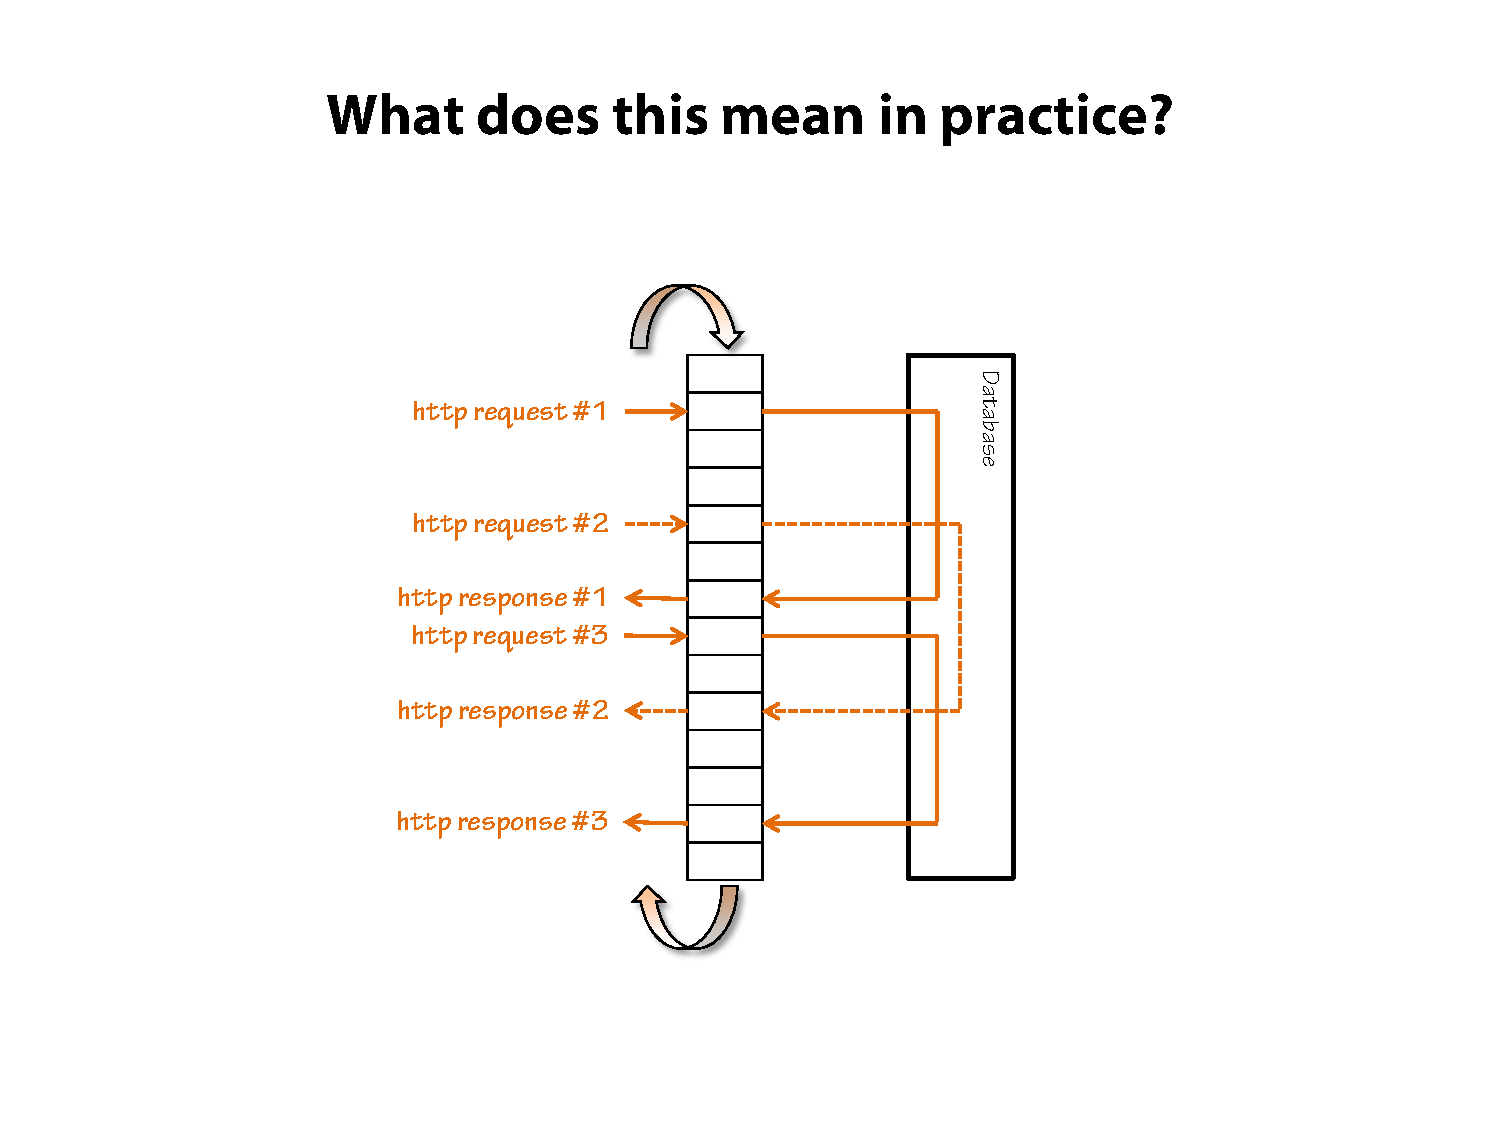 What does this mean in practice?
Database
http request #1
http request #2
http response #1
http request #3
http response #2
http response #3